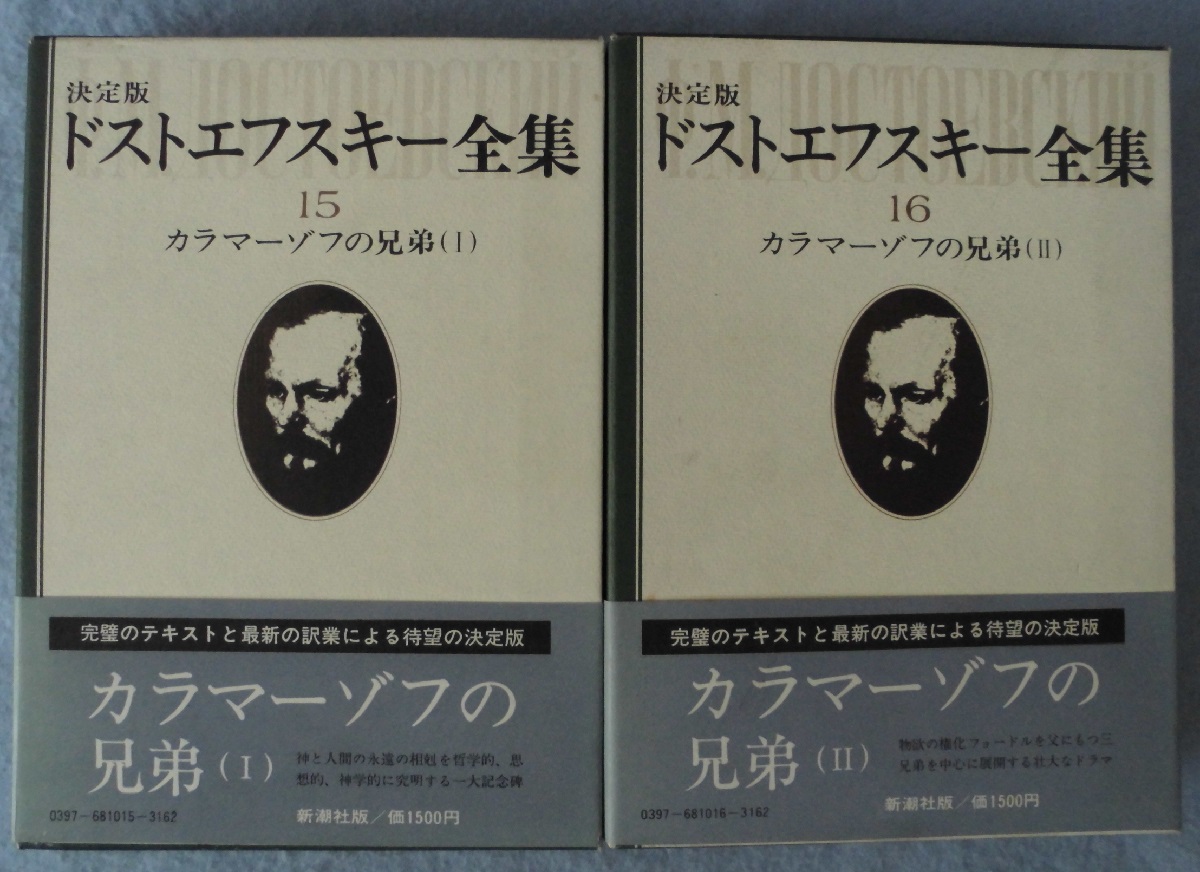 Ф.М.ДОСТОЕВСКИЙ
決定版
ドストエフスキー全集
15
カラマーゾフの兄弟(I)
完璧のテキストと最新の訳業による待望の決定版
カラマーゾフの
兄弟(I)
神と人間の永遠の相剋を哲学的、思
想的、神学的に究明する一大記念碑
0397-681015-3162
新潮社版/価1500円
Ф.М.ДОСТОЕВСКИЙ
決定版
ドストエフスキー全集
16
カラマーゾフの兄弟(II)
完璧のテキストと最新の訳業による待望の決定版
カラマーゾフの
兄弟(II)
物欲の権化フョードルを父にもつ三
兄弟を中心に展開する壮大なドラマ
0397-681016-3162
新潮社版/価1500円